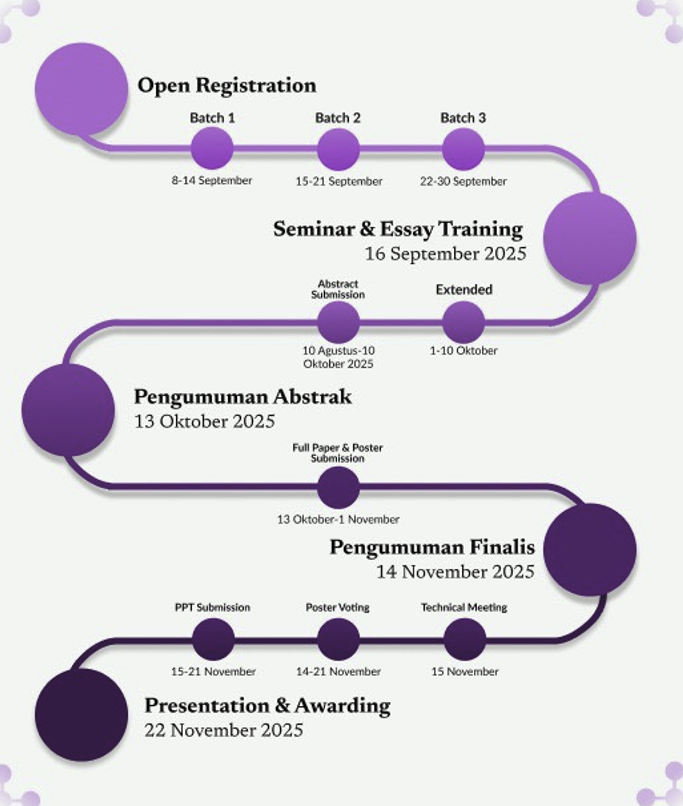 Open Registration
Batch 1
Batch 2
Batch 3
8-14 September
15-21 September
22-30 September
Seminar & Essay Training
16 September 2025
Abstract
Submission
Extended
10 Agustus-10
Oktober 2025
1-10 Oktober
Pengumuman Abstrak
13 Oktober 2025
Full Paper & Poster
Submission
13 Oktober-1 November
Pengumuman Finalis
14 November 2025
PPT Submission
Poster Voting
Technical Meeting
15-21 November
14-21 November
15 November
Presentation & Awarding
22 November 2025